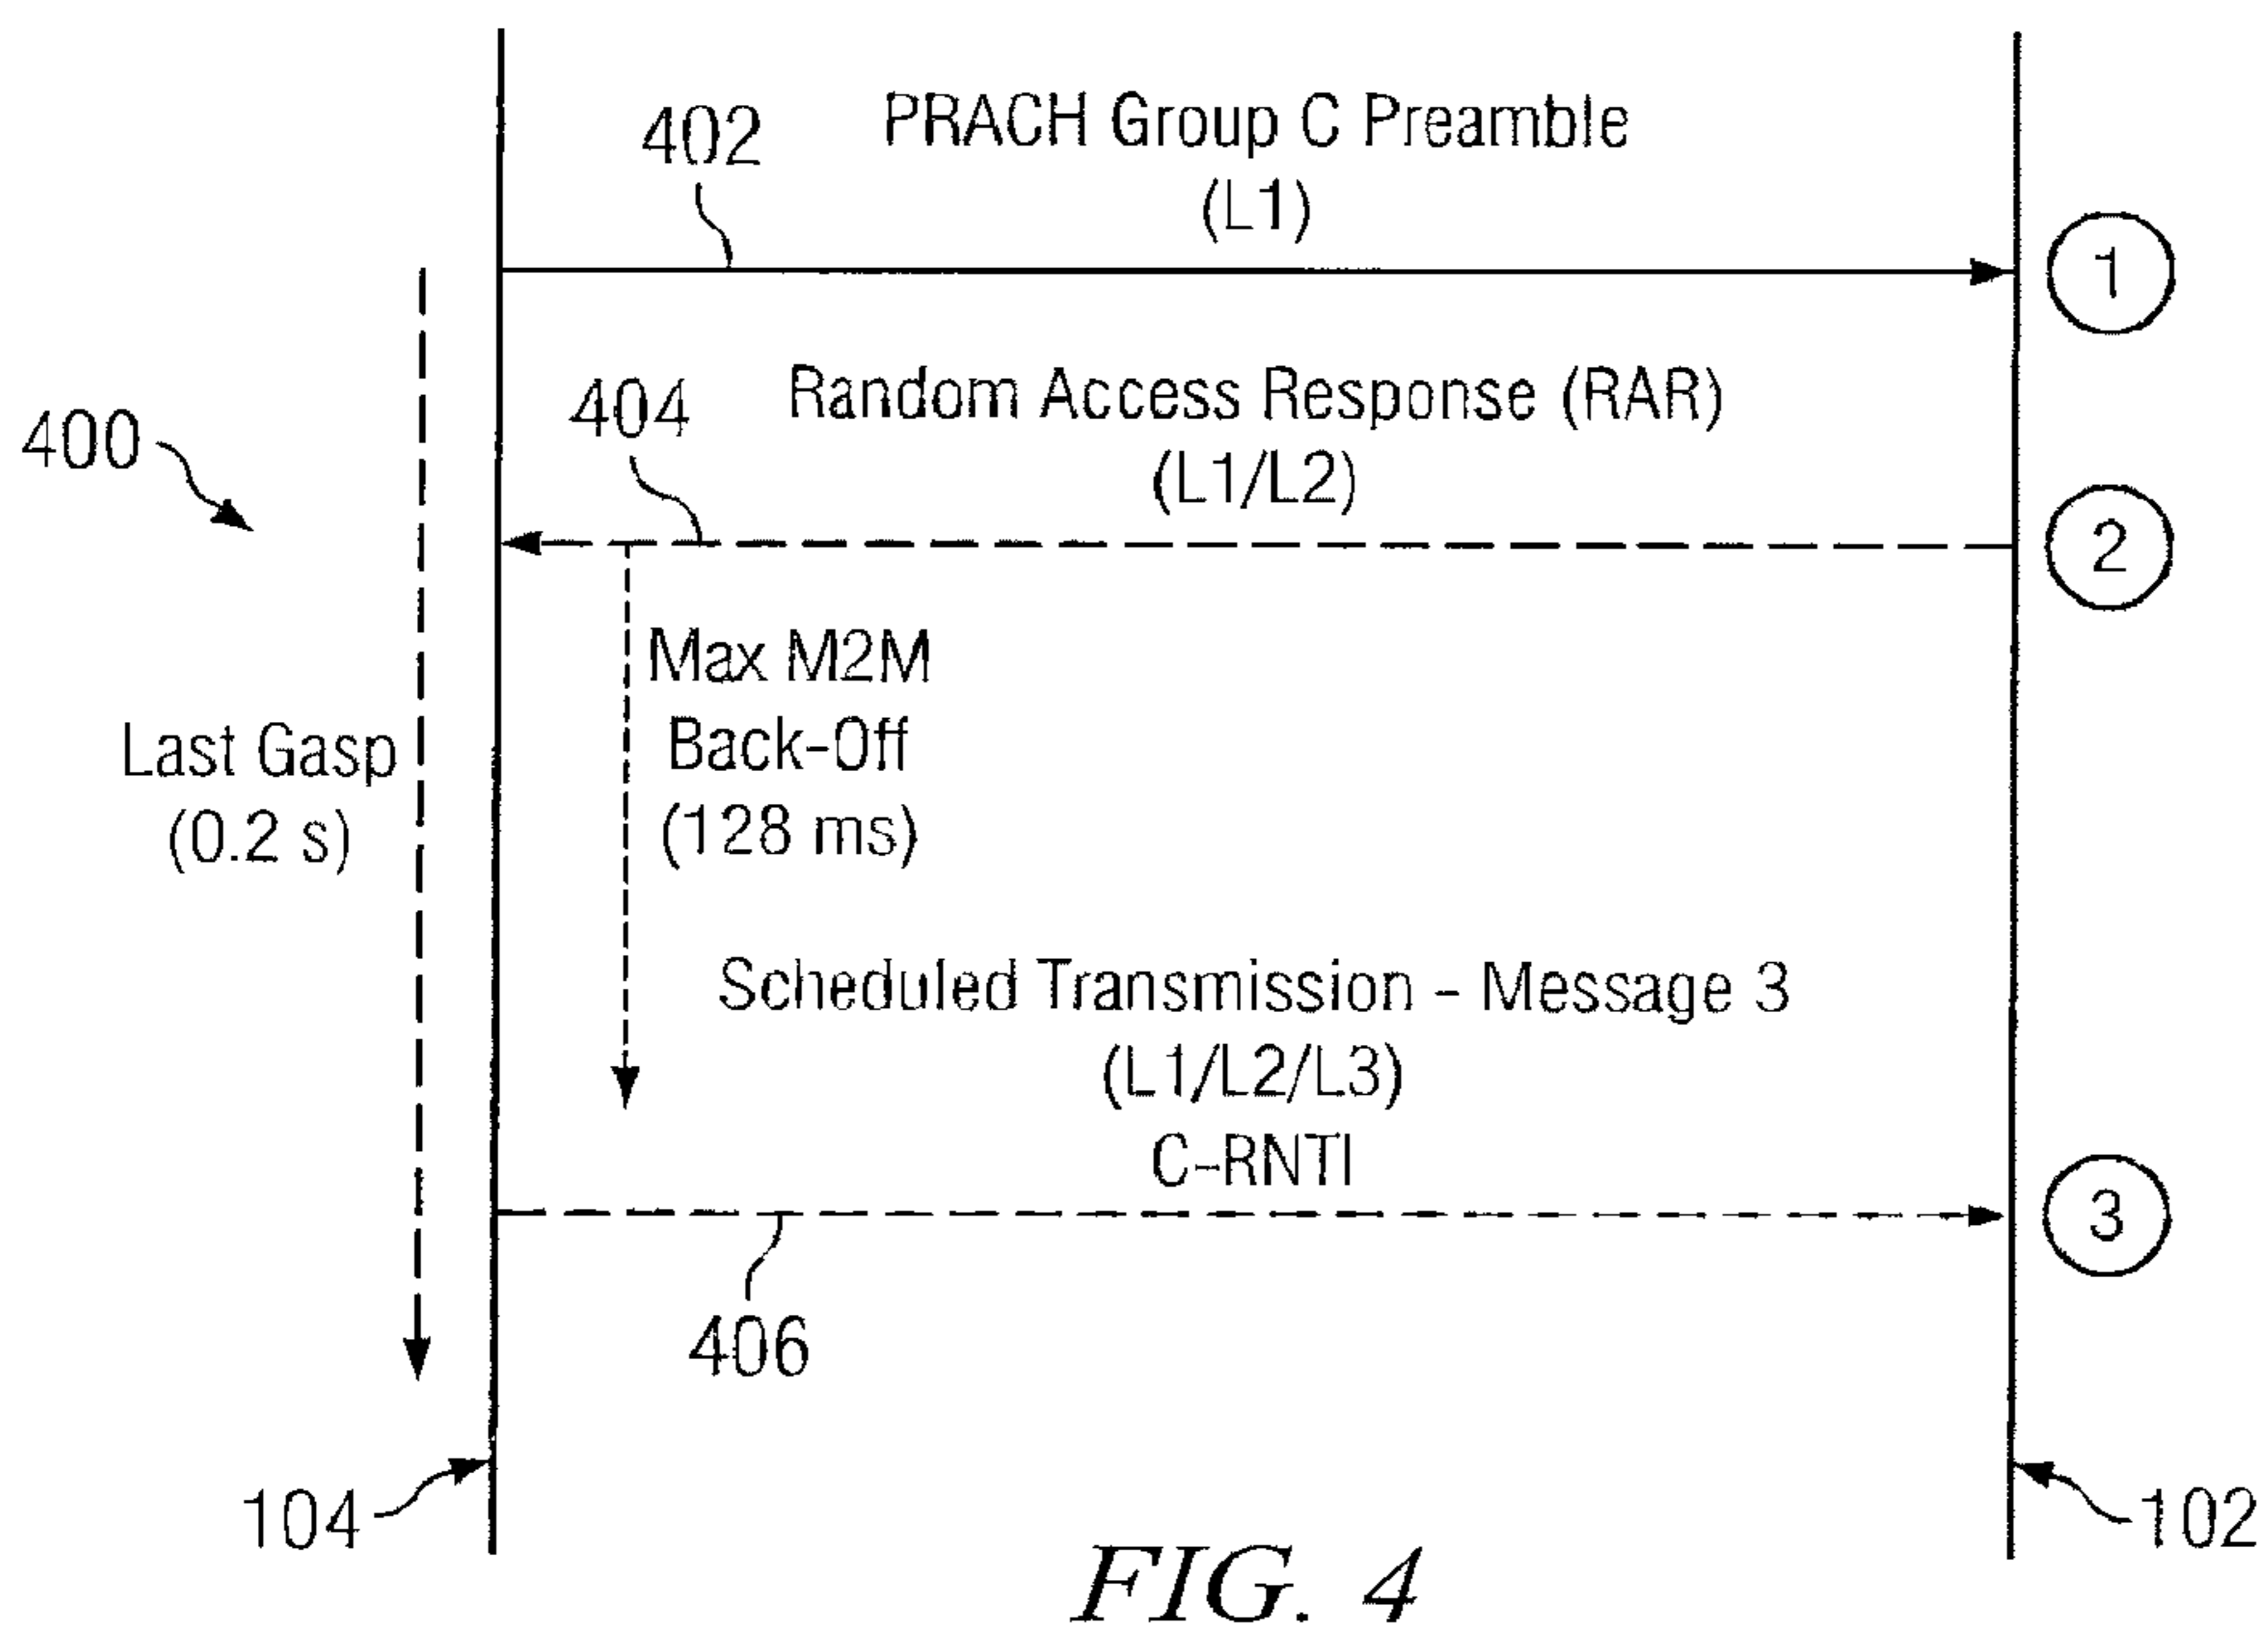 402
PRACH Group C Preamble
(L1)
1
400
404
Random Access Response (RAR)
(L1/L2)
2
Max M2M
Back-Off
(128 ms)
Last Gasp
(0.2 s)
Scheduled Transmission - Message 3
(L1/L2/L3)
C-RNTI
3
406
104
102
FIG. 4